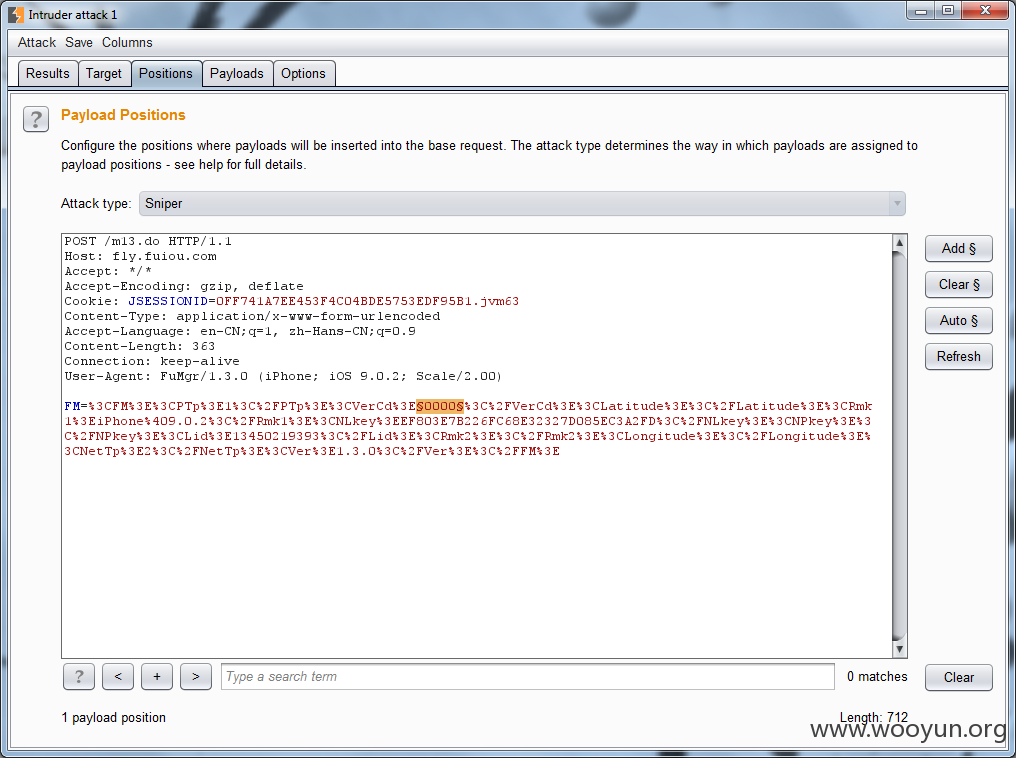 Intruder attack 1
Attack Save Columns
Results Target Positions Payloads Options
?
Payload Positions
Configure the positions where payloads will be inserted into the base request. The attack type determines the way in which payloads are assigned to
payload positions - see help for full details.
Attack type: Sniper
POST /m13.do HTTP/1.1
Host: fly.fuiou.com
Accept: */*
Accept-Encoding: gzip, deflate
Cookie: JSESSIONID=0FF741A7EE453F4C04BDE5753EDF95B1.jvm63
Content-Type: application/x-www-form-urlencoded
Accept-Language: en-CN;q=1, zh-Hans-CN;q=0.9
Content-Length: 363
Connection: keep-alive
User-Agent: FuMgr/1.3.0 (iPhone; iOS 9.0.2; Scale/2.00)
FM=%3CFM%3E%3CPTp%3E1%3C%2FPTp%3E%3CVerCd%3E§0000§%3C%2FVerCd%3E%3CLatitude%3E%3C%2FLatitude%3E%3CRmk
1%3EiPhone%409.0.2%3C%2FRmk1%3E%3CNLkey%3EEF803E7B226FC68E32327D085EC3A2FD%3C%2FNLkey%3E%3CNPkey%3E%3
C%2FNPkey%3E%3CLid%3E13450219393%3C%2FLid%3E%3CRmk2%3E%3C%2FRmk2%3E%3CLongitude%3E%3C%2FLongitude%3E%
3CNetTp%3E2%3C%2FNetTp%3E%3CVer%3E1.3.0%3C%2FVer%3E%3C%2FFM%3E
Add §
Clear §
Auto §
Refresh
? < + > Type a search term 0 matches Clear
1 payload position Length: 712
www.wooyun.org